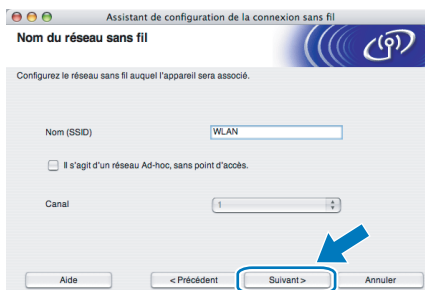 Assistant de configuration de la connexion sans fil
Nom du réseau sans fil
Configurez le réseau sans fil auquel l'appareil sera associé.
Nom (SSID) WLAN
Il s'agit d'un réseau Ad-hoc, sans point d'accès.
Canal 1
Aide < Précédent Suivant > Annuler